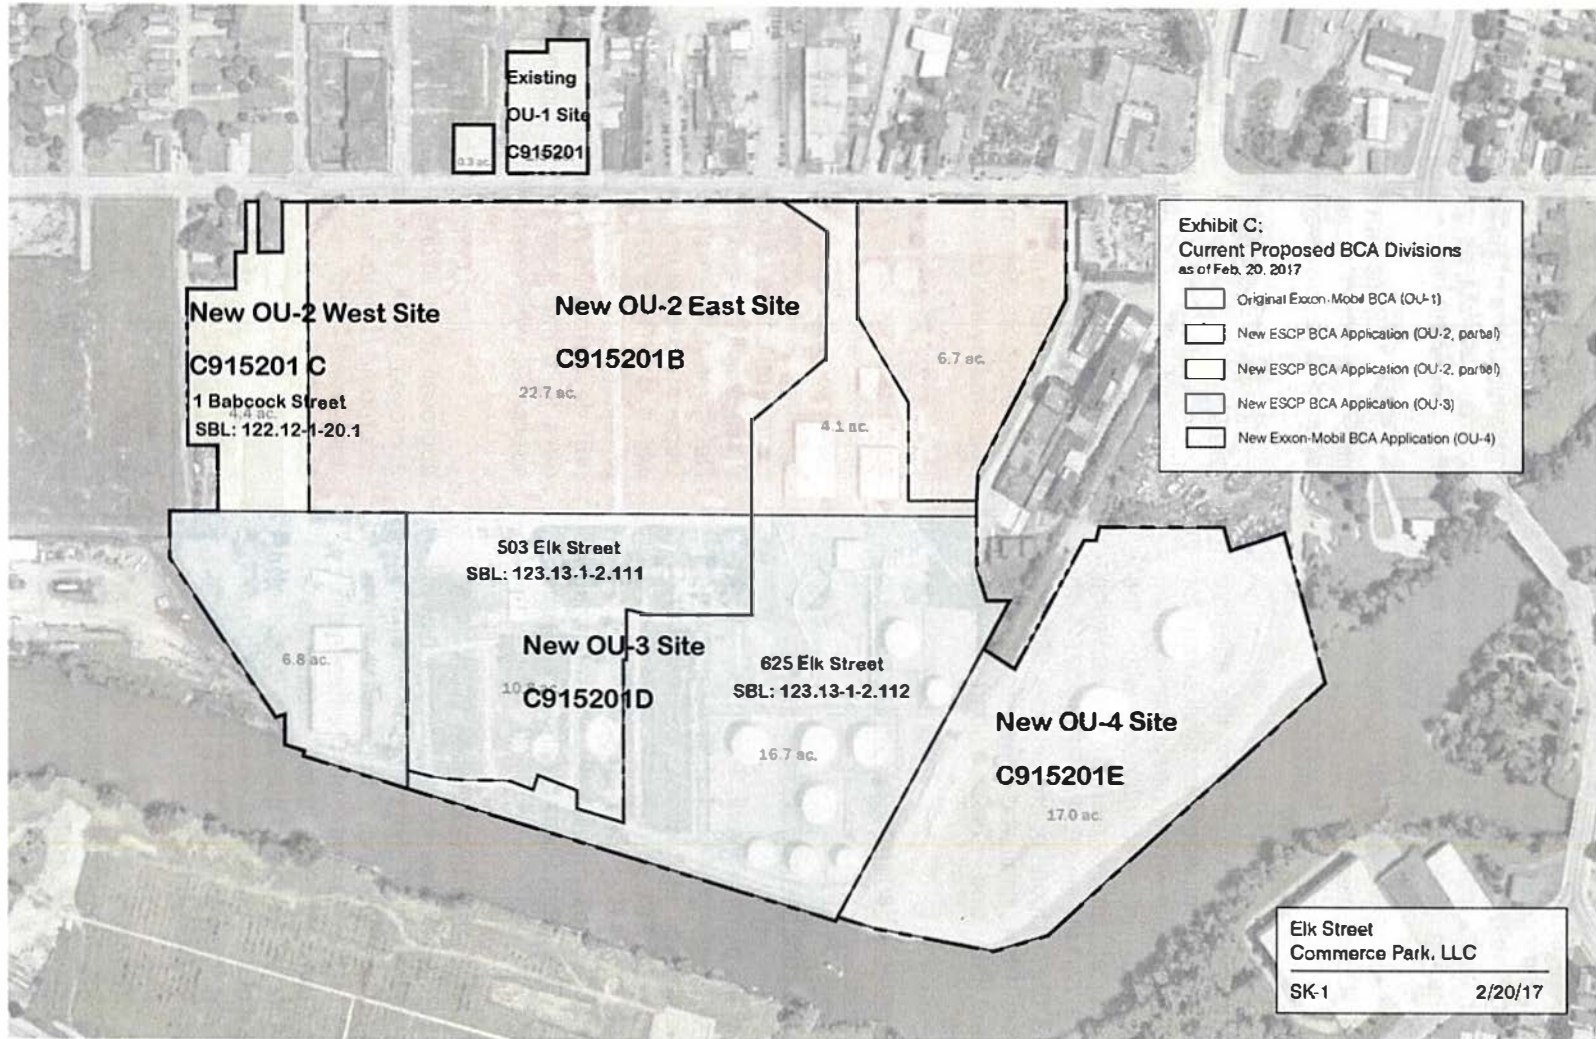 Existing
OU-1 Site
C915201
0.3 ac.
Exhibit C:
Current Proposed BCA Divisions
as of Feb. 20, 2017
Original Exxon-Mobil BCA (OU-1)
New ESCP BCA Application (OU-2, partial)
New ESCP BCA Application (OU-2, partial)
New ESCP BCA Application (OU-3)
New Exxon-Mobil BCA Application (OU-4)
New OU-2 West Site
C915201 C
1 Babcock Street
4.4 ac.
SBL: 122.12-1-20.1
New OU-2 East Site
C915201B
22.7 ac.
6.7 ac.
4.1 ac.
503 Elk Street
SBL: 123.13-1-2.111
New OU-3 Site
C915201D
6.8 ac.
625 Elk Street
SBL: 123.13-1-2.112
16.7 ac.
New OU-4 Site
C915201E
17.0 ac.
Elk Street
Commerce Park, LLC
SK-1 2/20/17